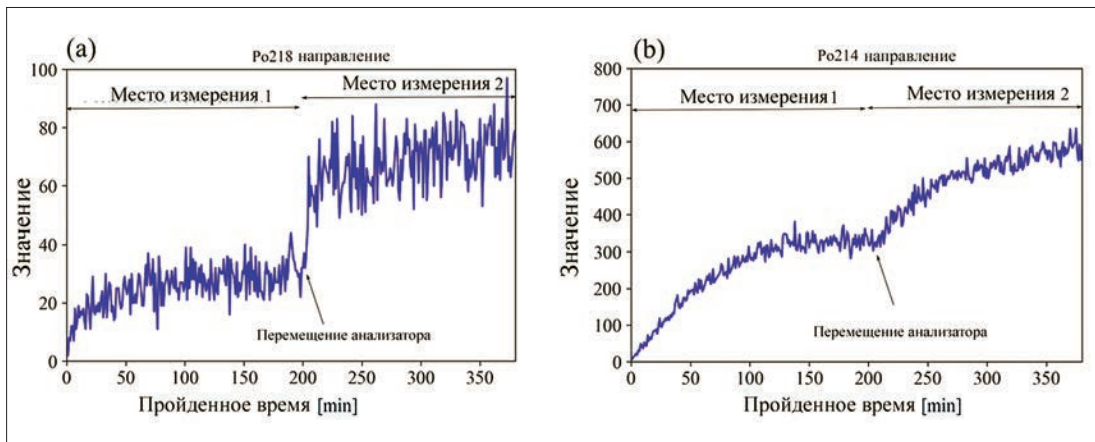 (a)
Po218 направление
100
80
60
40
20
0
Значение
Место измерения 1
Место измерения 2
Перемещение анализатора
0 50 100 150 200 250 300 350
Пройденное время [min]
(b)
Po214 направление
800
700
600
500
400
300
200
100
0
Значение
Место измерения 1
Место измерения 2
Перемещение анализатора
0 50 100 150 200 250 300 350
Пройденное время [min]